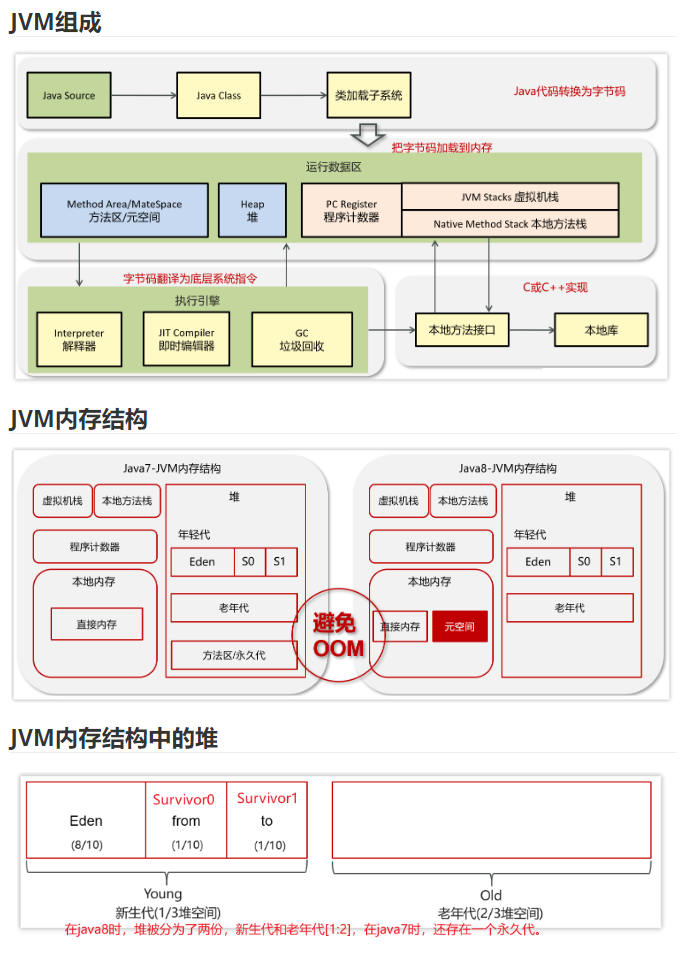 JVM组成
Java Source
Java Class
类加载子系统
Java代码转换为字节码
把字节码加载到内存
运行数据区
Method Area/MateSpace
方法区/元空间
Heap
堆
PC Register
程序计数器
JVM Stacks 虚拟机栈
Native Method Stack 本地方法栈
字节码翻译为底层系统指令
执行引擎
Interpreter
解释器
JIT Compiler
即时编辑器
GC
垃圾回收
C或C++实现
本地方法接口
本地库
JVM内存结构
Java7-JVM内存结构
虚拟机栈
本地方法栈
程序计数器
本地内存
直接内存
堆
年轻代
Eden
S0
S1
老年代
方法区/永久代
避免
OOM
Java8-JVM内存结构
虚拟机栈
本地方法栈
程序计数器
本地内存
直接内存
元空间
堆
年轻代
Eden
S0
S1
老年代
JVM内存结构中的堆
Eden
(8/10)
Survivor0
from
(1/10)
Survivor1
to
(1/10)
Young
新生代(1/3堆空间)
Old
老年代(2/3堆空间)
在java8时，堆被分为了两份，新生代和老年代[1:2]，在java7时，还存在一个永久代。